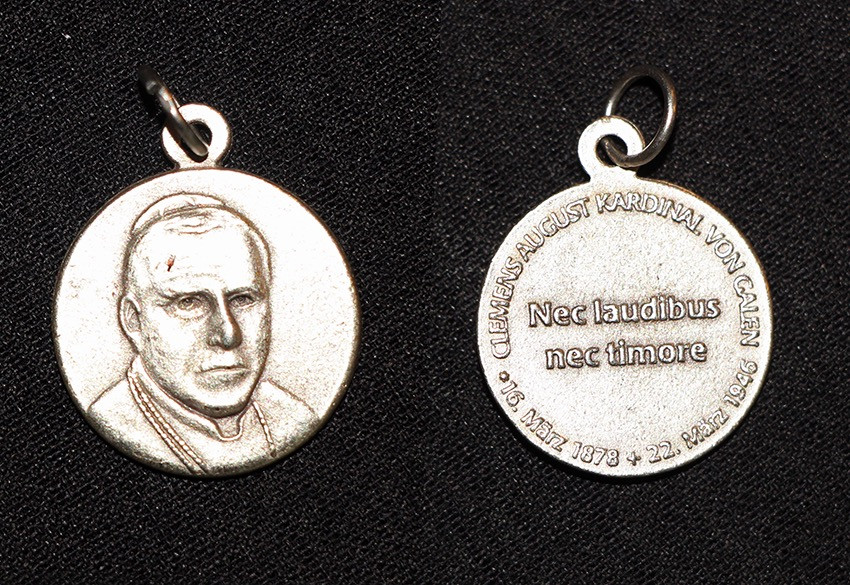 CLEMENS AUGUST KARDINAL VON GALEN
Nec laudibus
nec timore
* 16. März 1878 + 22. März 1946